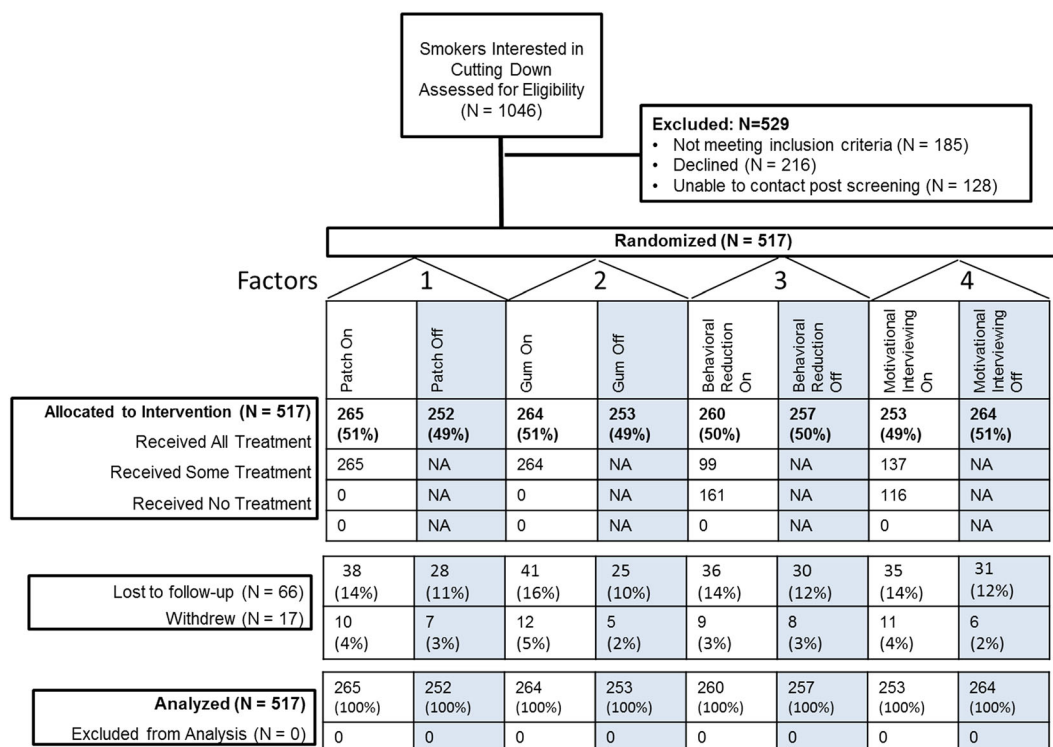 Smokers Interested in
Cutting Down
Assessed for Eligibility
(N = 1046)
Excluded: N=529
• Not meeting inclusion criteria (N = 185)
• Declined (N = 216)
• Unable to contact post screening (N = 128)
Randomized (N = 517)
Factors 1 2 3 4
Patch On
Patch Off
Gum On
Gum Off
Behavioral
Reduction
On
Behavioral
Reduction
Off
Motivational
Interviewing
On
Motivational
Interviewing
Off
Allocated to Intervention (N = 517)
Received All Treatment
Received Some Treatment
Received No Treatment
265 252 264 253 260 257 253 264
(51%) (49%) (51%) (49%) (50%) (50%) (49%) (51%)
265 NA 264 NA 99 NA 137 NA
0 NA 0 NA 161 NA 116 NA
0 NA 0 NA 0 NA 0 NA
Lost to follow-up (N = 66)
Withdrew (N = 17)
38 28 41 25 36 30 35 31
(14%) (11%) (16%) (10%) (14%) (12%) (14%) (12%)
10 7 12 5 9 8 11 6
(4%) (3%) (5%) (2%) (3%) (3%) (4%) (2%)
Analyzed (N = 517)
Excluded from Analysis (N = 0)
265 252 264 253 260 257 253 264
(100%) (100%) (100%) (100%) (100%) (100%) (100%) (100%)
0 0 0 0 0 0 0 0